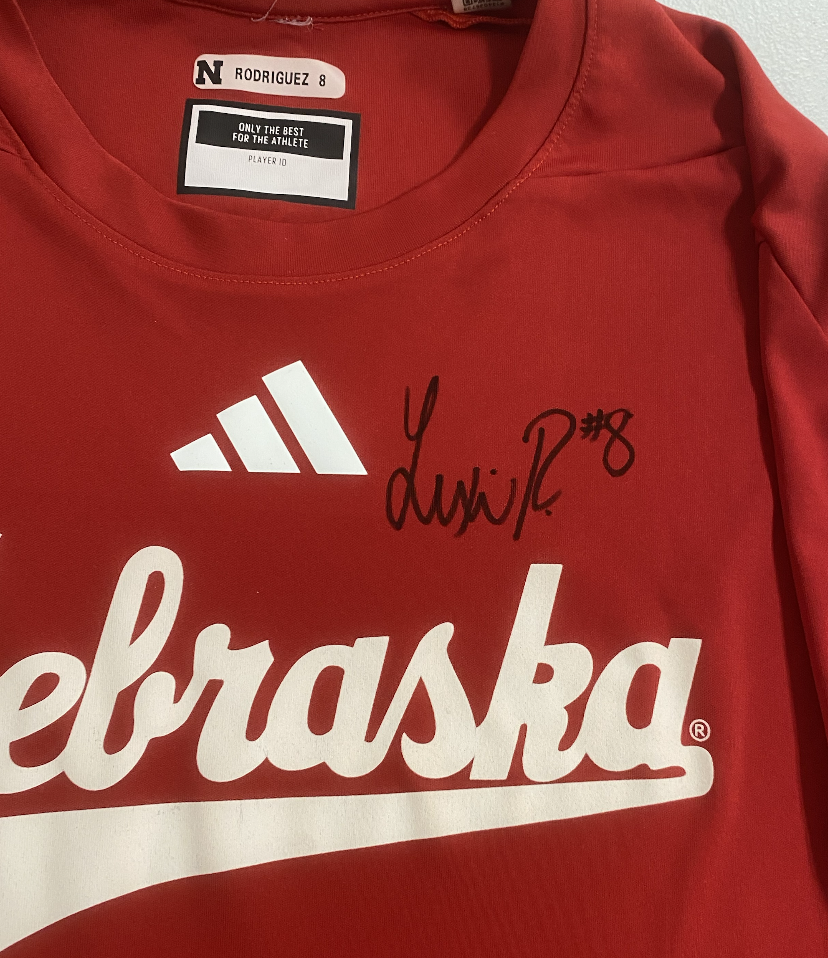 N RODRIGUEZ 8
ONLY THE BEST
FOR THE ATHLETE
PLAYER ID
Lexi R. #8
ebraska®